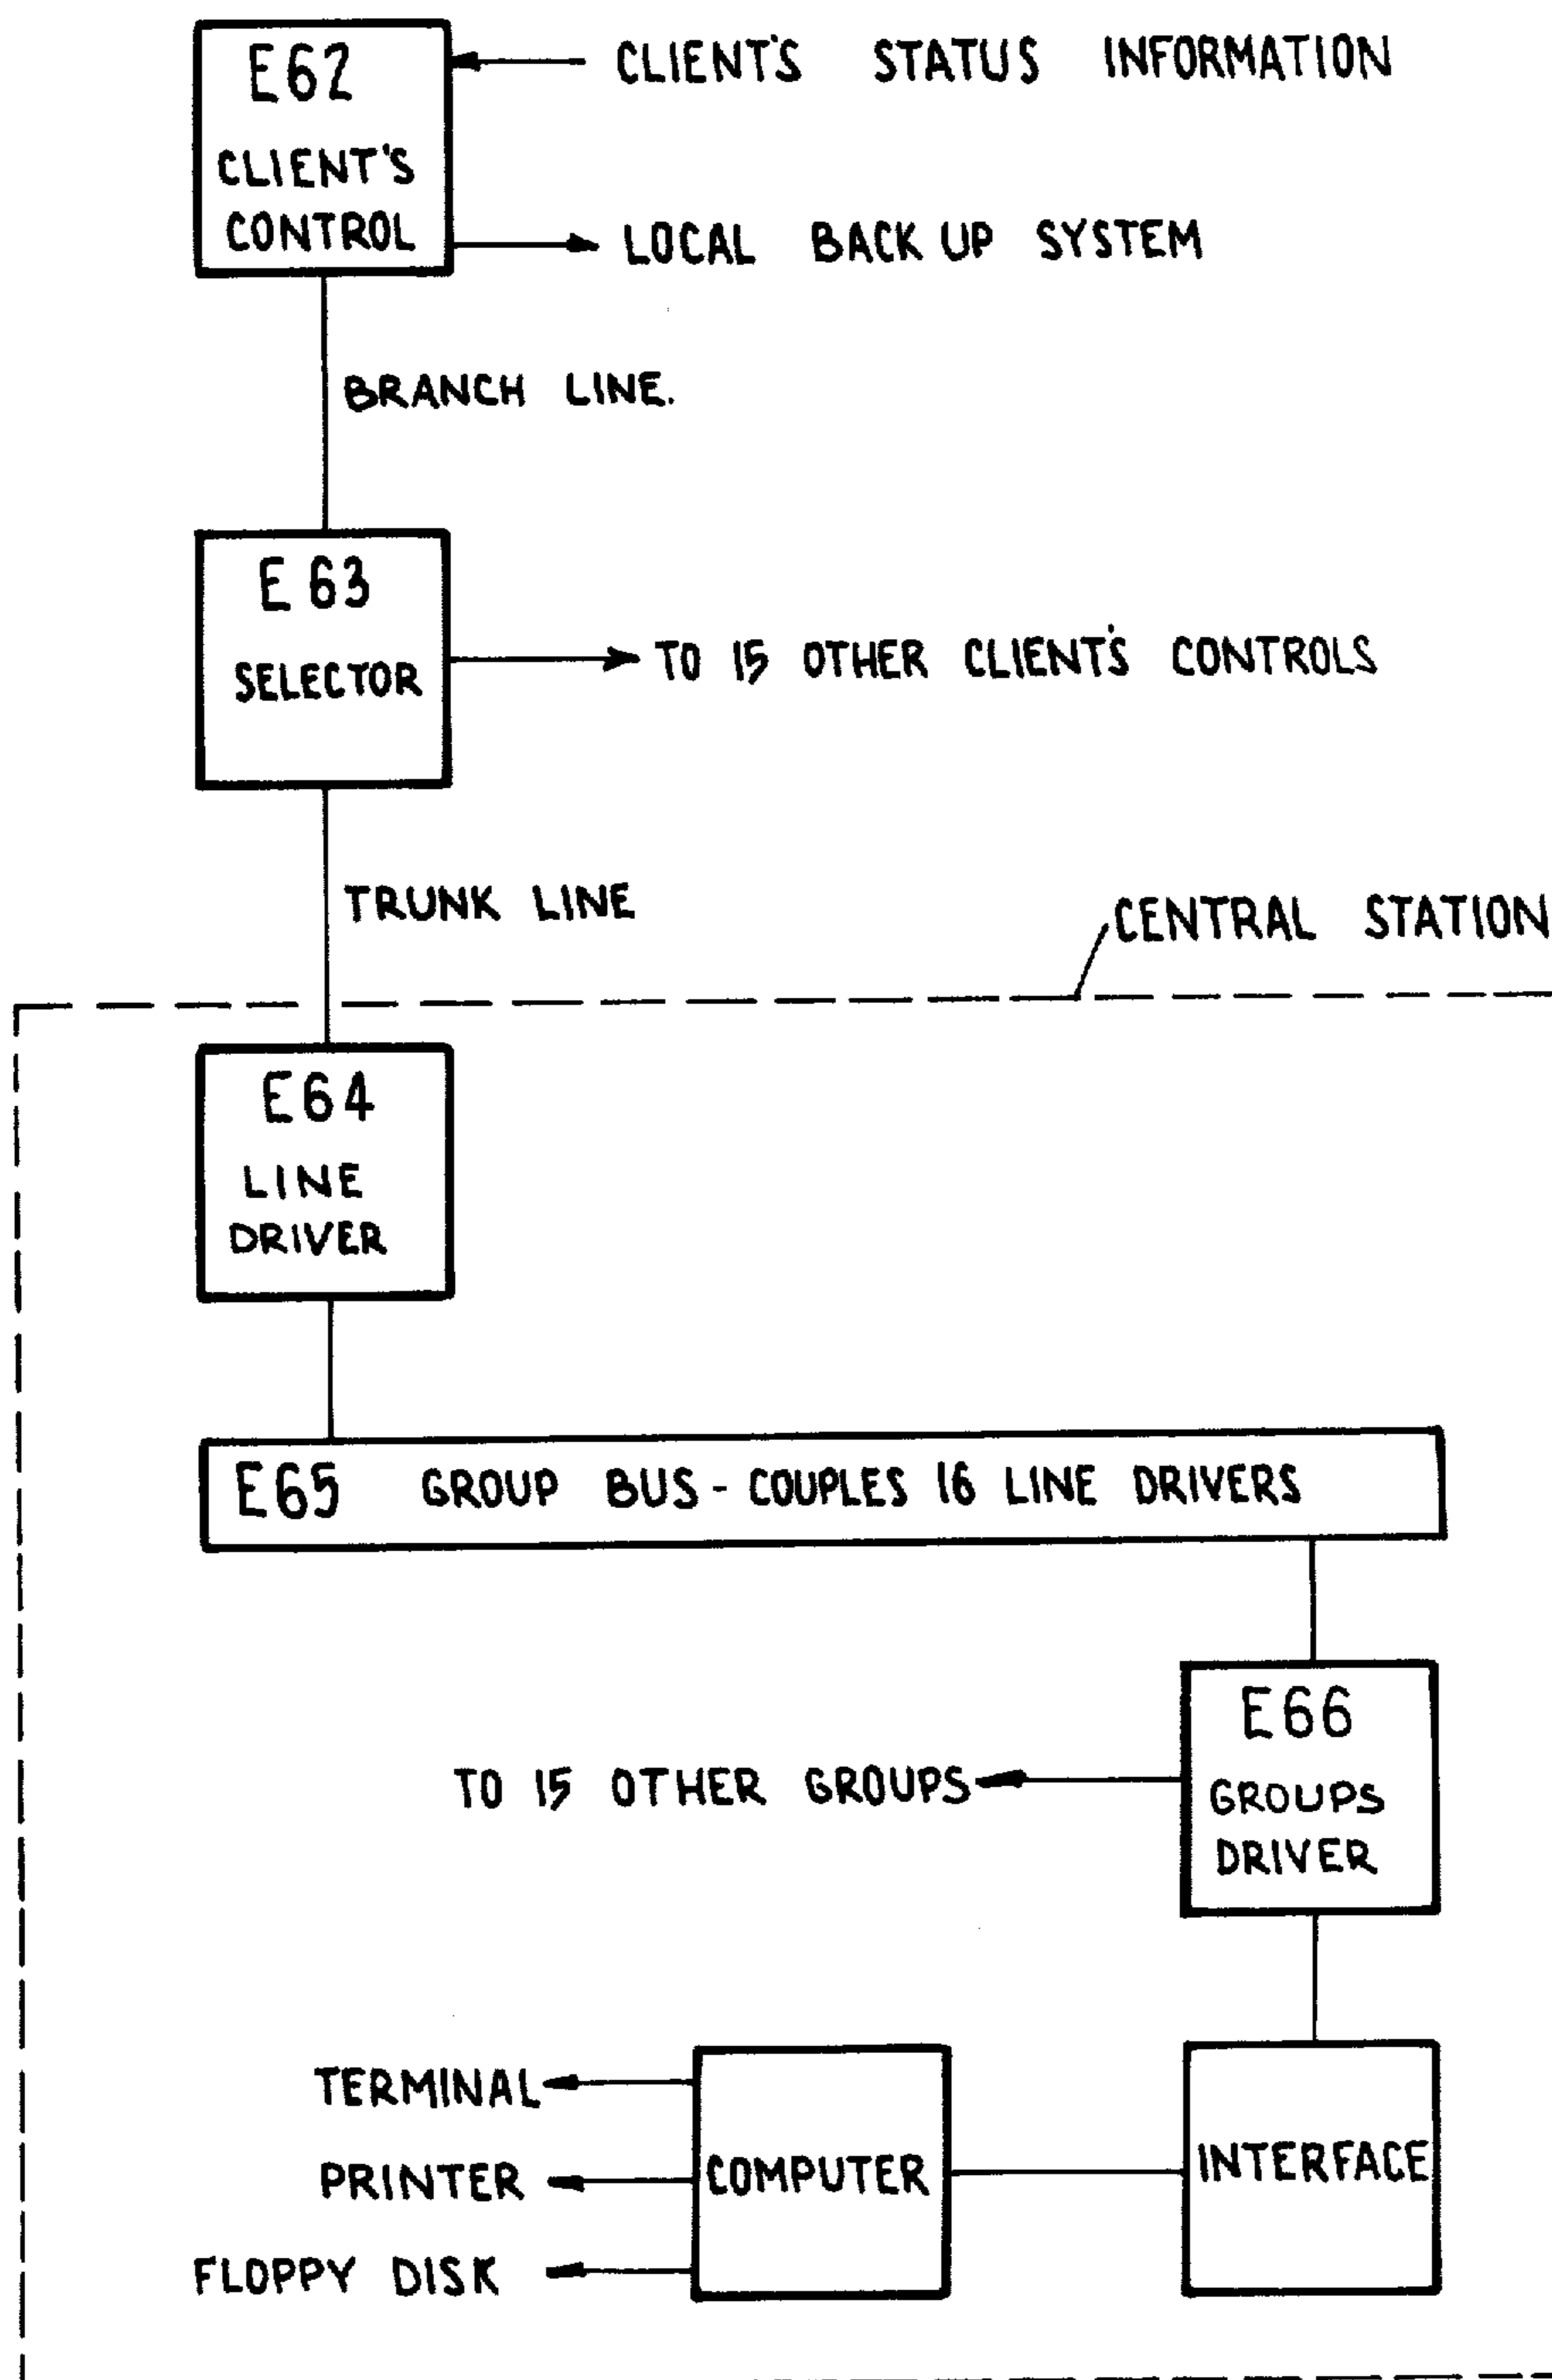 E62
CLIENT'S
CONTROL
CLIENT'S STATUS INFORMATION
LOCAL BACK UP SYSTEM
BRANCH LINE.
E 63
SELECTOR
TO 15 OTHER CLIENT'S CONTROLS
TRUNK LINE
CENTRAL STATION
E64
LINE
DRIVER
E65 GROUP BUS - COUPLES 16 LINE DRIVERS
E66
GROUPS
DRIVER
TO 15 OTHER GROUPS
TERMINAL
PRINTER
FLOPPY DISK
COMPUTER
INTERFACE